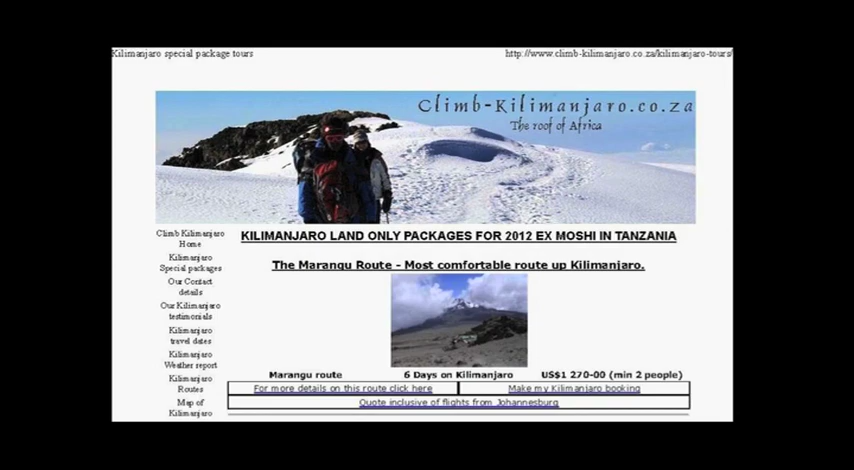 Kilimanjaro special package tours
http://www.climb-kilimanjaro.co.za/kilimanjaro-tours/
Climb-Kilimanjaro.co.za
The roof of Africa
Climb Kilimanjaro
Home
Kilimanjaro
Special packages
Our Contact
details
Our Kilimanjaro
testimonials
Kilimanjaro
travel dates
Kilimanjaro
Weather report
Kilimanjaro
Routes
Map of
Kilimanjaro
KILIMANJARO LAND ONLY PACKAGES FOR 2012 EX MOSHI IN TANZANIA
The Marangu Route - Most comfortable route up Kilimanjaro.
Marangu route 6 Days on Kilimanjaro US$1 270-00 (min 2 people)
For more details on this route click here Make my Kilimanjaro booking
Quote inclusive of flights from Johannesburg